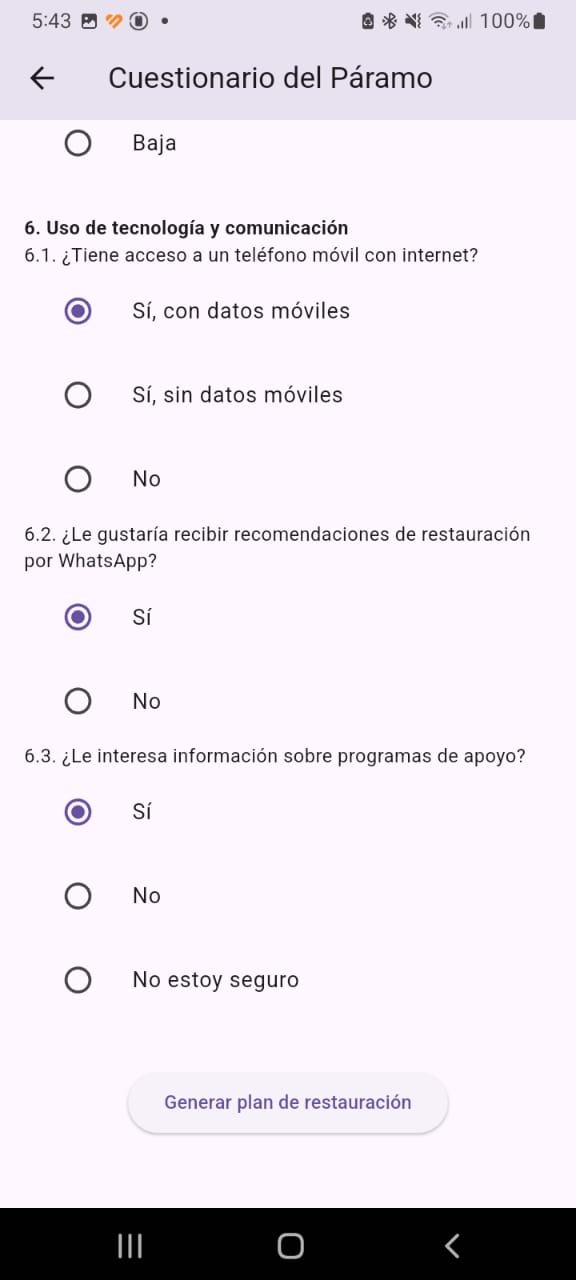 5:43
100%
Cuestionario del Páramo
Baja
6. Uso de tecnología y comunicación
6.1. ¿Tiene acceso a un teléfono móvil con internet?
Sí, con datos móviles
Sí, sin datos móviles
No
6.2. ¿Le gustaría recibir recomendaciones de restauración
por WhatsApp?
Sí
No
6.3. ¿Le interesa información sobre programas de apoyo?
Sí
No
No estoy seguro
Generar plan de restauración